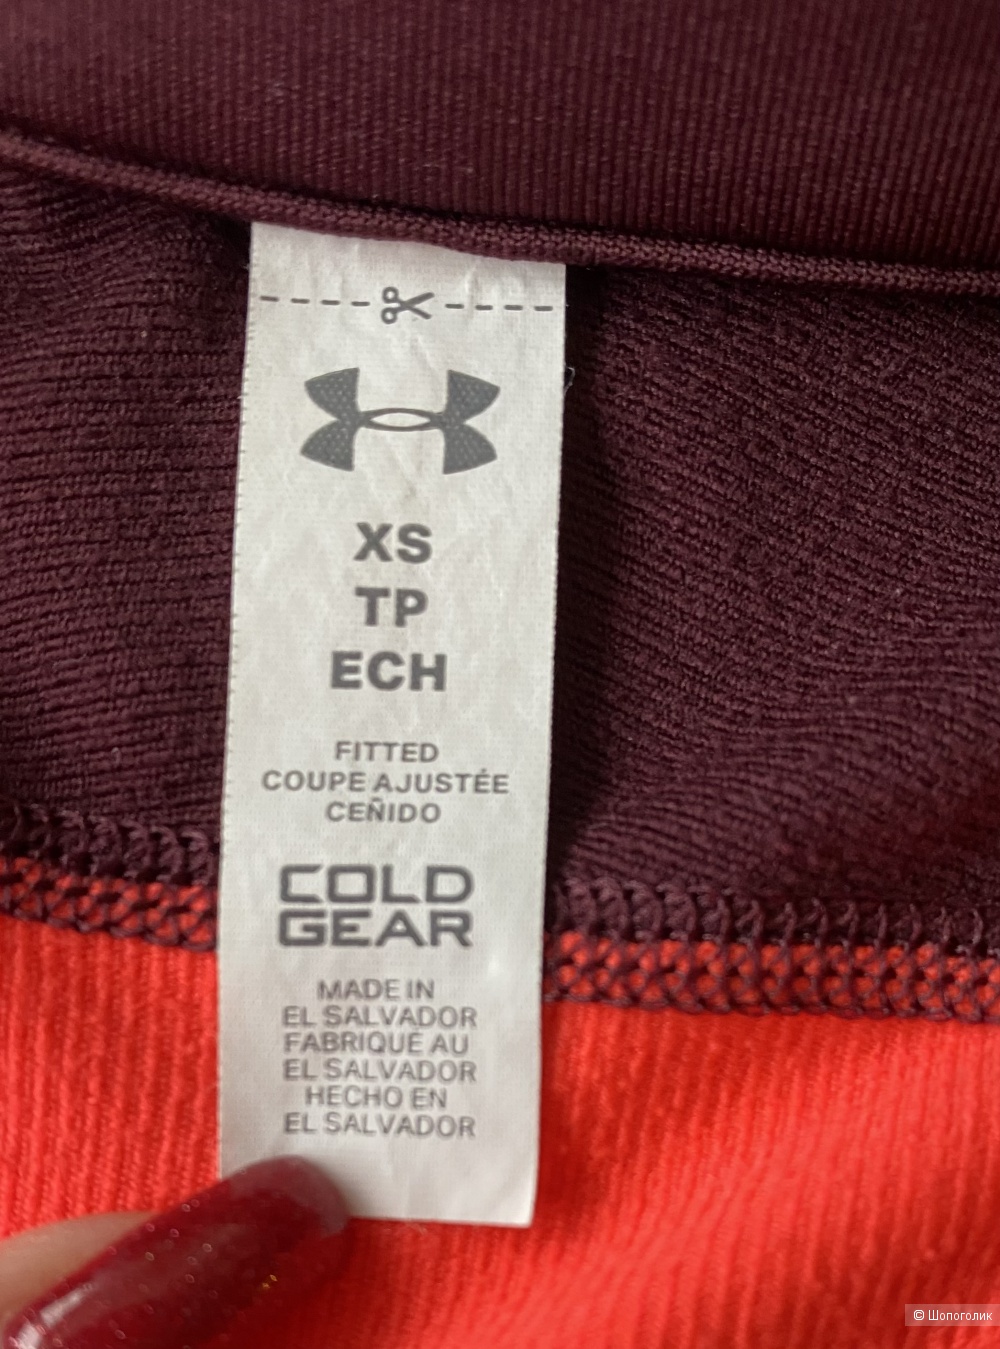 XS
TP
ECH
FITTED
COUPE AJUSTÉE
CEÑIDO
COLD
GEAR
MADE IN
EL SALVADOR
FABRIQUÉ AU
EL SALVADOR
HECHO EN
EL SALVADOR
© Шопоголик